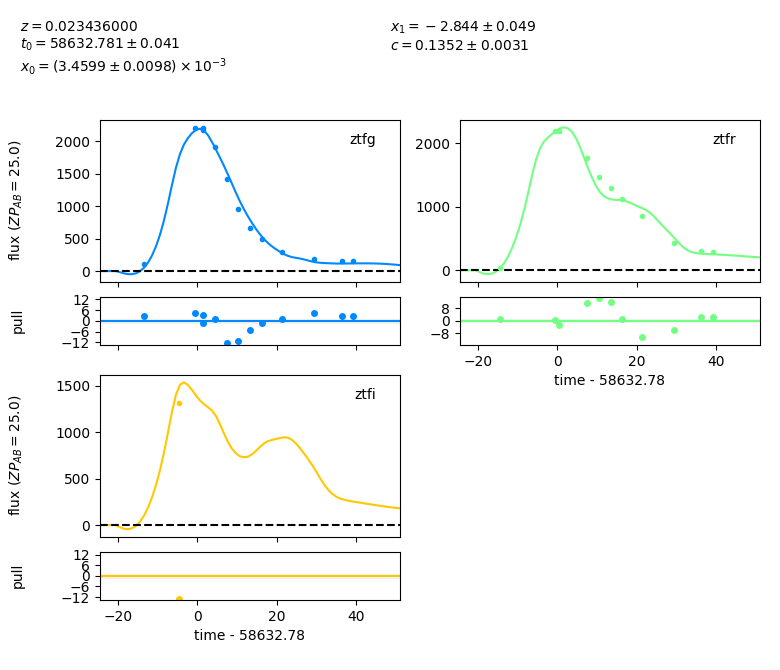 z = 0.023436000
t₀ = 58632.781 ± 0.041
x₀ = (3.4599 ± 0.0098) × 10⁻³
x₁ = −2.844 ± 0.049
c = 0.1352 ± 0.0031
ztfg
flux (ZP_AB = 25.0)
2000
1500
1000
500
0
ztfr
2000
1000
0
pull
12
6
0
−6
−12
8
0
−8
−20 0 20 40
time - 58632.78
ztfi
flux (ZP_AB = 25.0)
1500
1000
500
0
pull
12
6
0
−6
−12
−20 0 20 40
time - 58632.78